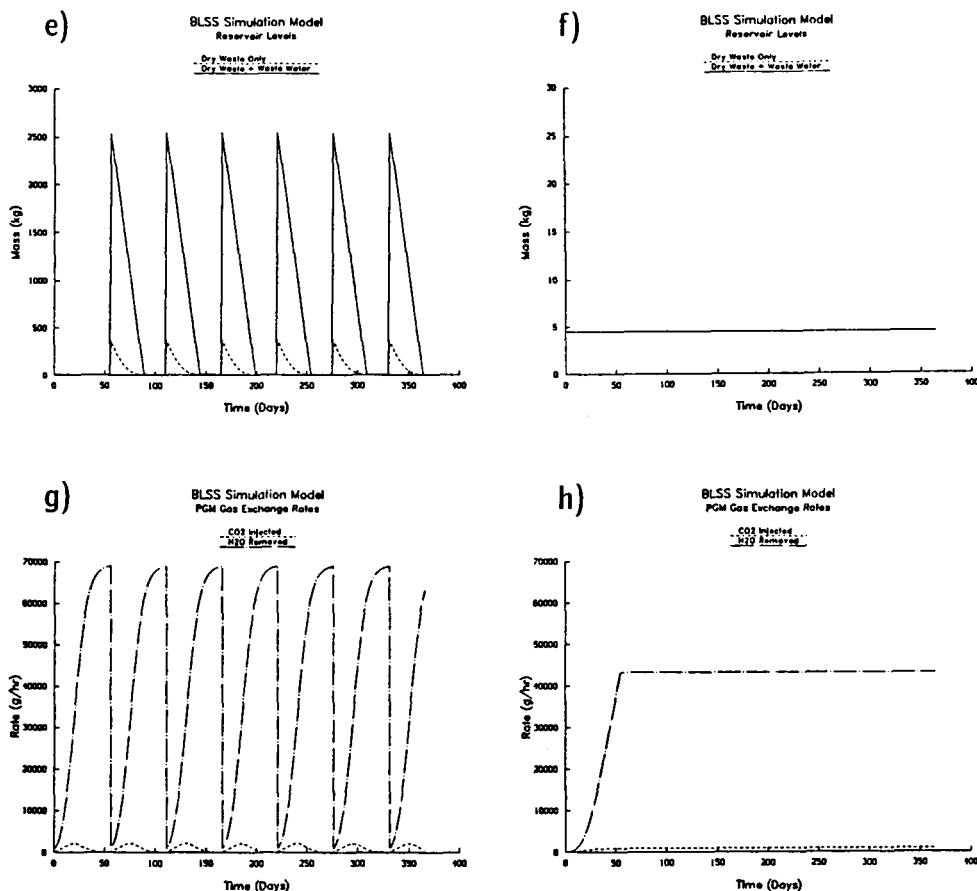 e)
BLSS Simulation Model
Reservoir Levels
Dry Waste Only
Dry Waste + Waste Water
3000
2500
2000
1500
1000
500
0
Mass (kg)
0 50 100 150 200 250 300 350 400
Time (Days)
f)
BLSS Simulation Model
Reservoir Levels
Dry Waste Only
Dry Waste + Waste Water
30
25
20
15
10
5
0
Mass (kg)
0 50 100 150 200 250 300 350 400
Time (Days)
g)
BLSS Simulation Model
PGM Gas Exchange Rates
CO2 Injected
H2O Removed
70000
60000
50000
40000
30000
20000
10000
0
Rate (g/hr)
0 50 100 150 200 250 300 350 400
Time (Days)
h)
BLSS Simulation Model
PGM Gas Exchange Rates
CO2 Injected
H2O Removed
70000
60000
50000
40000
30000
20000
10000
0
Rate (g/hr)
0 50 100 150 200 250 300 350 400
Time (Days)